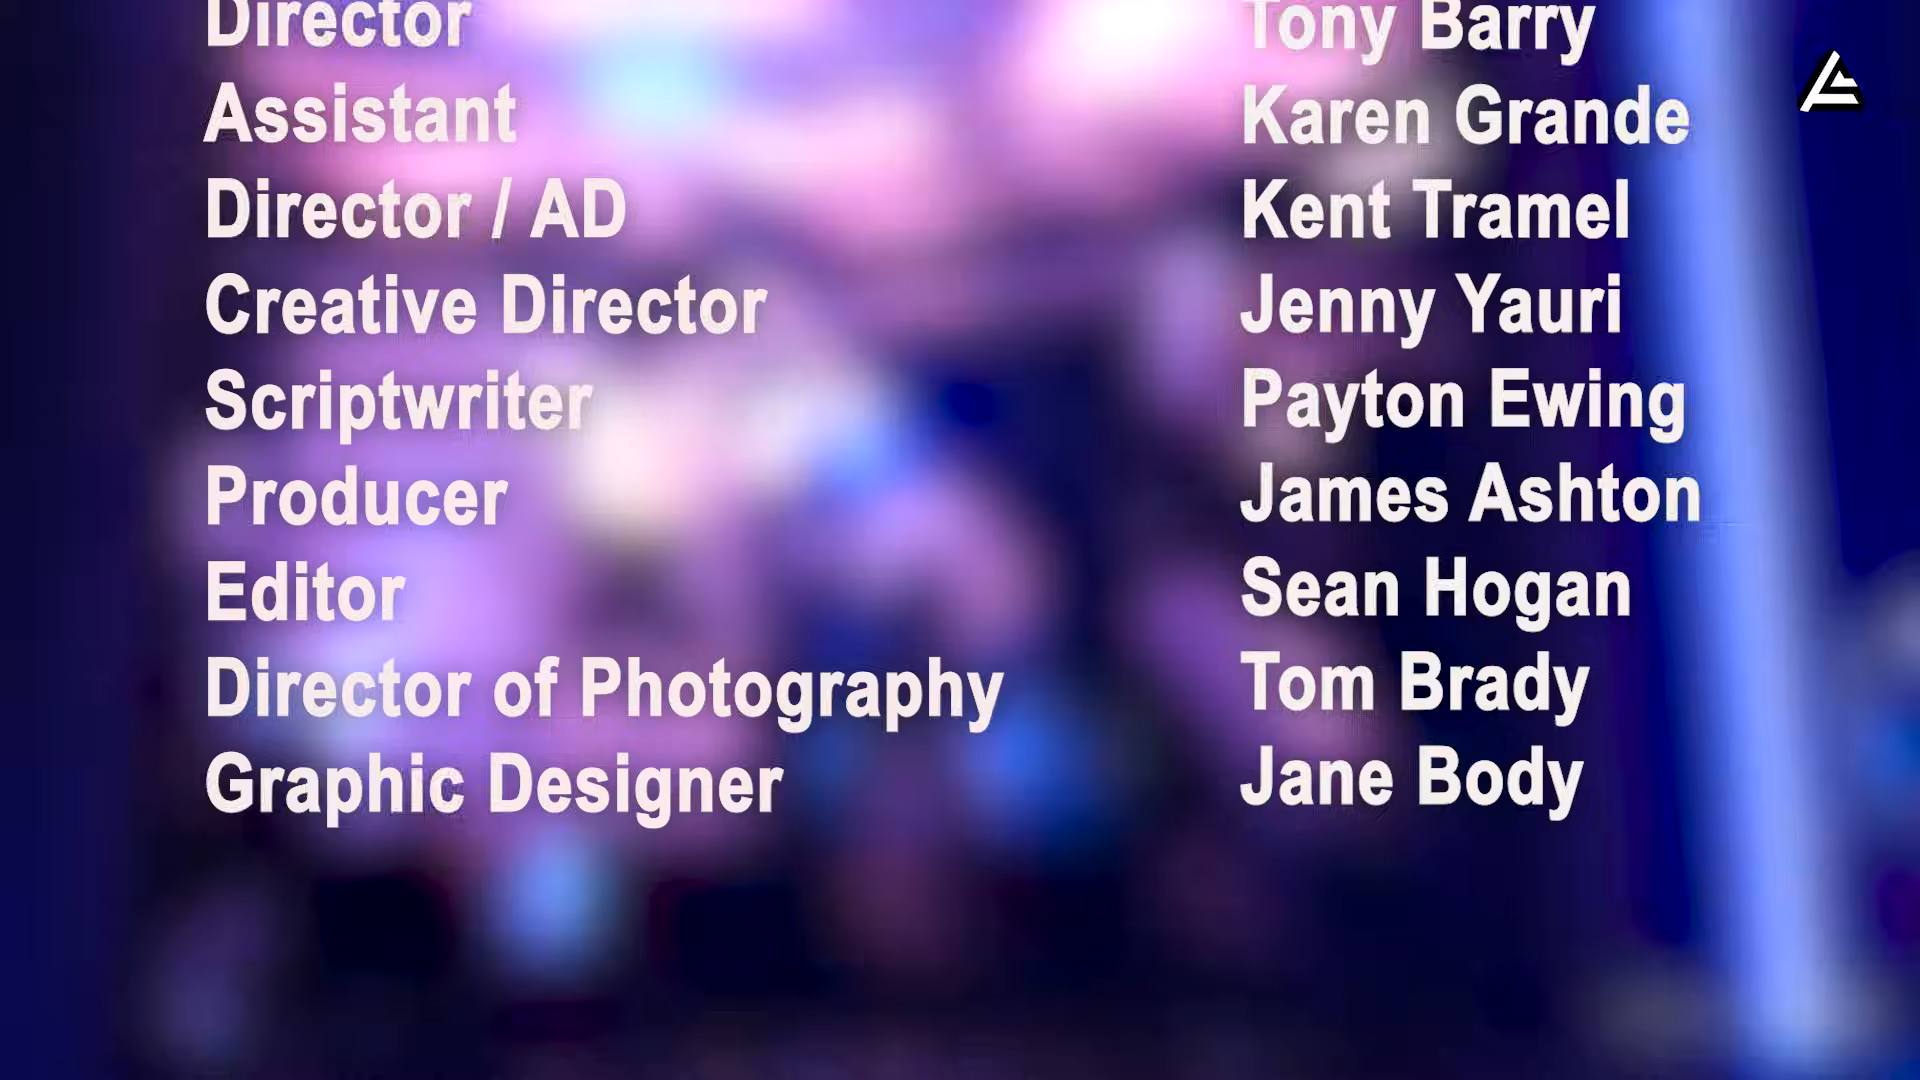 Director Tony Barry
Assistant Karen Grande
Director / AD Kent Tramel
Creative Director Jenny Yauri
Scriptwriter Payton Ewing
Producer James Ashton
Editor Sean Hogan
Director of Photography Tom Brady
Graphic Designer Jane Body